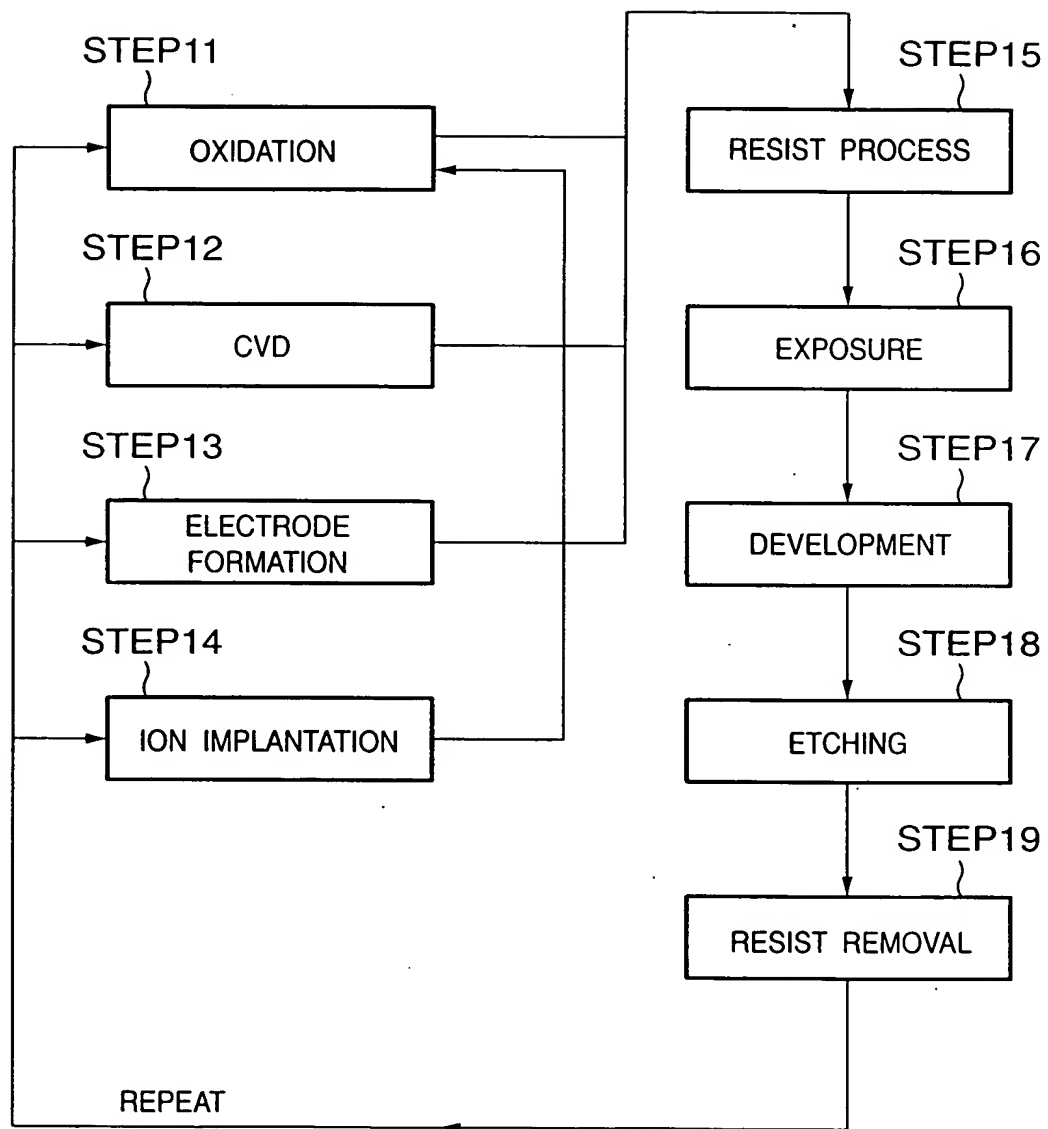 STEP11
OXIDATION
STEP12
CVD
STEP13
ELECTRODE
FORMATION
STEP14
ION IMPLANTATION
STEP15
RESIST PROCESS
STEP16
EXPOSURE
STEP17
DEVELOPMENT
STEP18
ETCHING
STEP19
RESIST REMOVAL
REPEAT